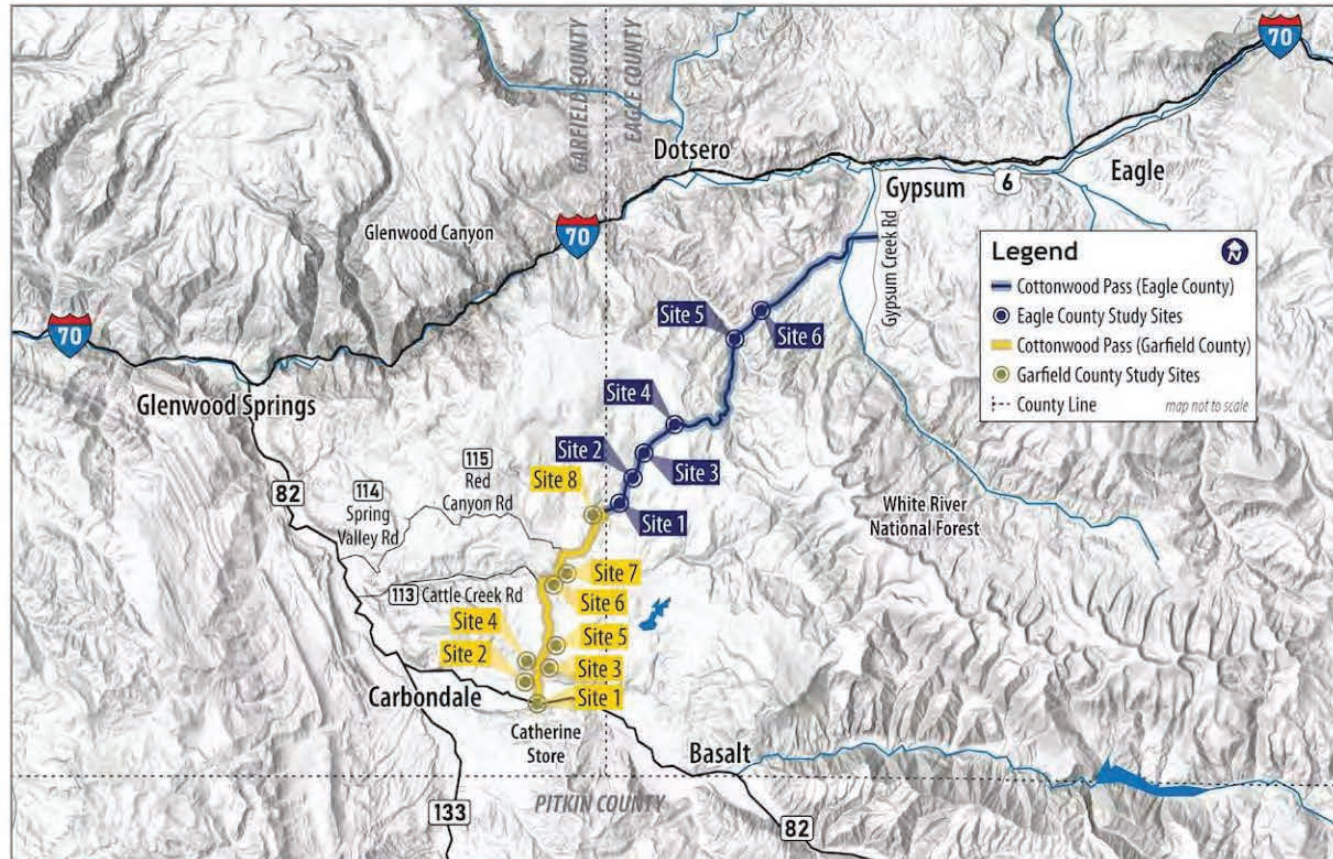 GARFIELD COUNTY
EAGLE COUNTY
70
Dotsero
Eagle
Gypsum
6
Glenwood Canyon
70
Gypsum Creek Rd
Legend
N
Cottonwood Pass (Eagle County)
Eagle County Study Sites
Cottonwood Pass (Garfield County)
Garfield County Study Sites
County Line
map not to scale
70
Site 5
Site 6
Glenwood Springs
Site 4
Site 2
Site 3
115
Red
Canyon Rd
Site 8
82
114
Spring
Valley Rd
Site 1
White River
National Forest
Site 7
113 Cattle Creek Rd
Site 6
Site 4
Site 5
Site 2
Site 3
Carbondale
Site 1
Catherine
Store
Basalt
PITKIN COUNTY
133
82